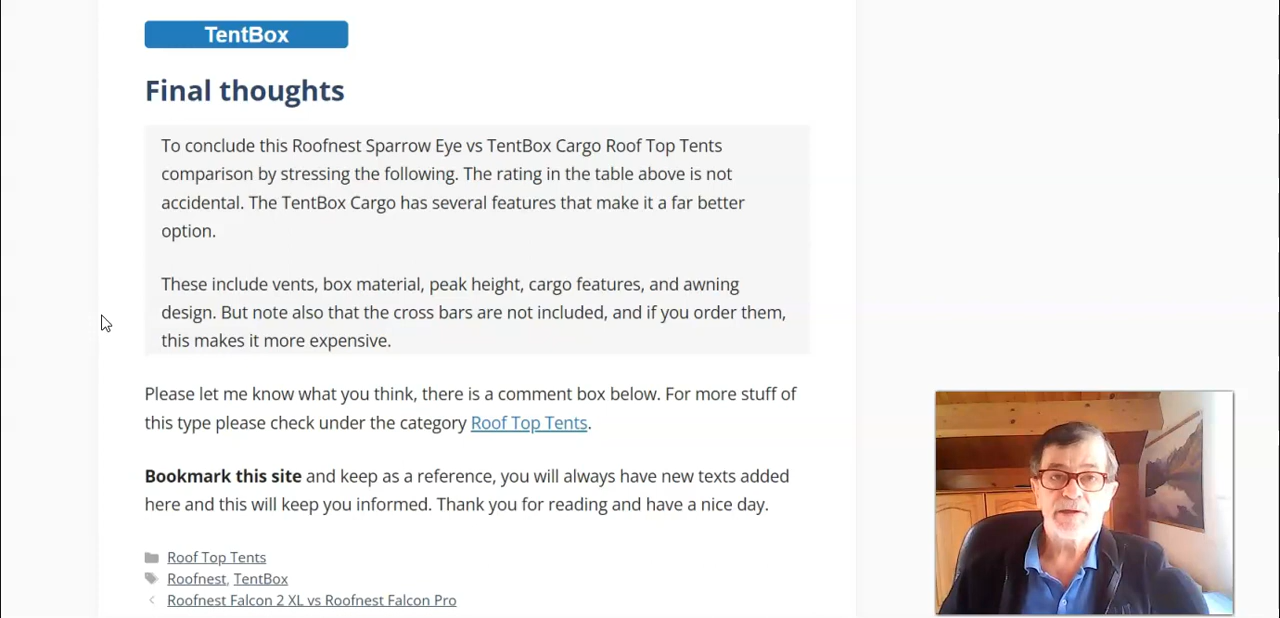 TentBox
Final thoughts
To conclude this Roofnest Sparrow Eye vs TentBox Cargo Roof Top Tents
comparison by stressing the following. The rating in the table above is not
accidental. The TentBox Cargo has several features that make it a far better
option.
These include vents, box material, peak height, cargo features, and awning
design. But note also that the cross bars are not included, and if you order them,
this makes it more expensive.
Please let me know what you think, there is a comment box below. For more stuff of
this type please check under the category Roof Top Tents.
Bookmark this site and keep as a reference, you will always have new texts added
here and this will keep you informed. Thank you for reading and have a nice day.
Roof Top Tents
Roofnest, TentBox
Roofnest Falcon 2 XL vs Roofnest Falcon Pro